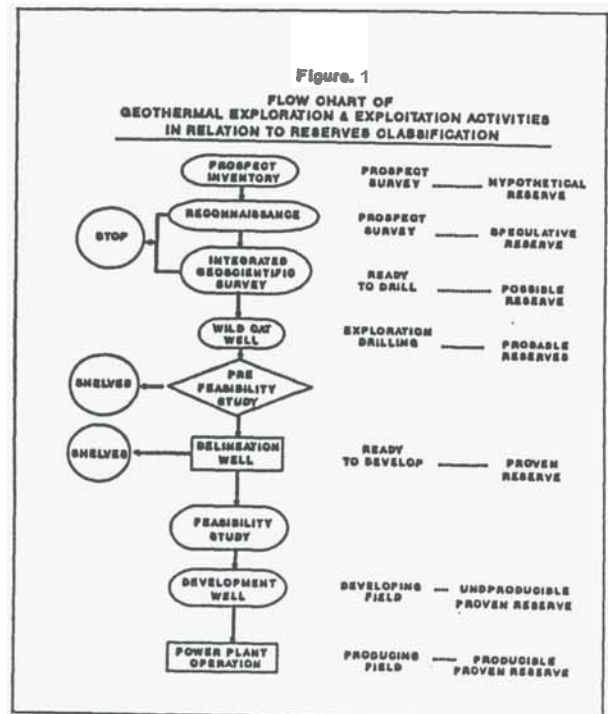 Figure. 1
FLOW CHART OF
GEOTHERMAL EXPLORATION & EXPLOITATION ACTIVITIES
IN RELATION TO RESERVES CLASSIFICATION
PROSPECT
INVENTORY
PROSPECT
SURVEY
HYPOTHETICAL
RESERVE
RECONNAISSANCE
STOP
PROSPECT
SURVEY
SPECULATIVE
RESERVE
INTEGRATED
GEOSCIENTIFIC
SURVEY
READY
TO DRILL
POSSIBLE
RESERVE
WILD CAT
WELL
EXPLORATION
DRILLING
PROBABLE
RESERVES
SHELVES
PRE
FEASIBILITY
STUDY
SHELVES
DELINEATION
WELL
READY
TO DEVELOP
PROVEN
RESERVE
FEASIBILITY
STUDY
DEVELOPMENT
WELL
DEVELOPING
FIELD
UNDPRODUCIBLE
PROVEN RESERVE
POWER PLANT
OPERATION
PRODUCING
FIELD
PRODUCIBLE
PROVEN RESERVE